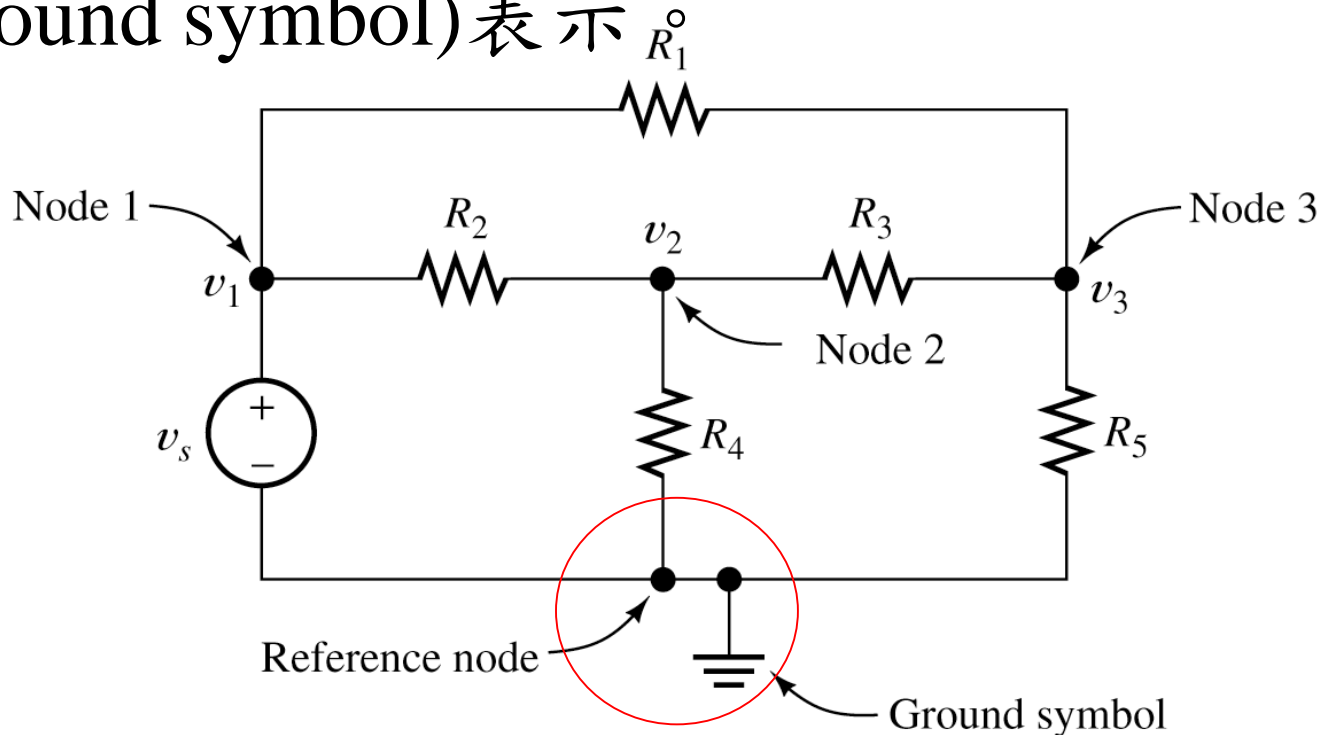 ound symbol)表示。
R₁
Node 1
R₂
v₂
R₃
Node 3
v₁
v₃
Node 2
+
vₛ
−
R₄
R₅
Reference node
Ground symbol